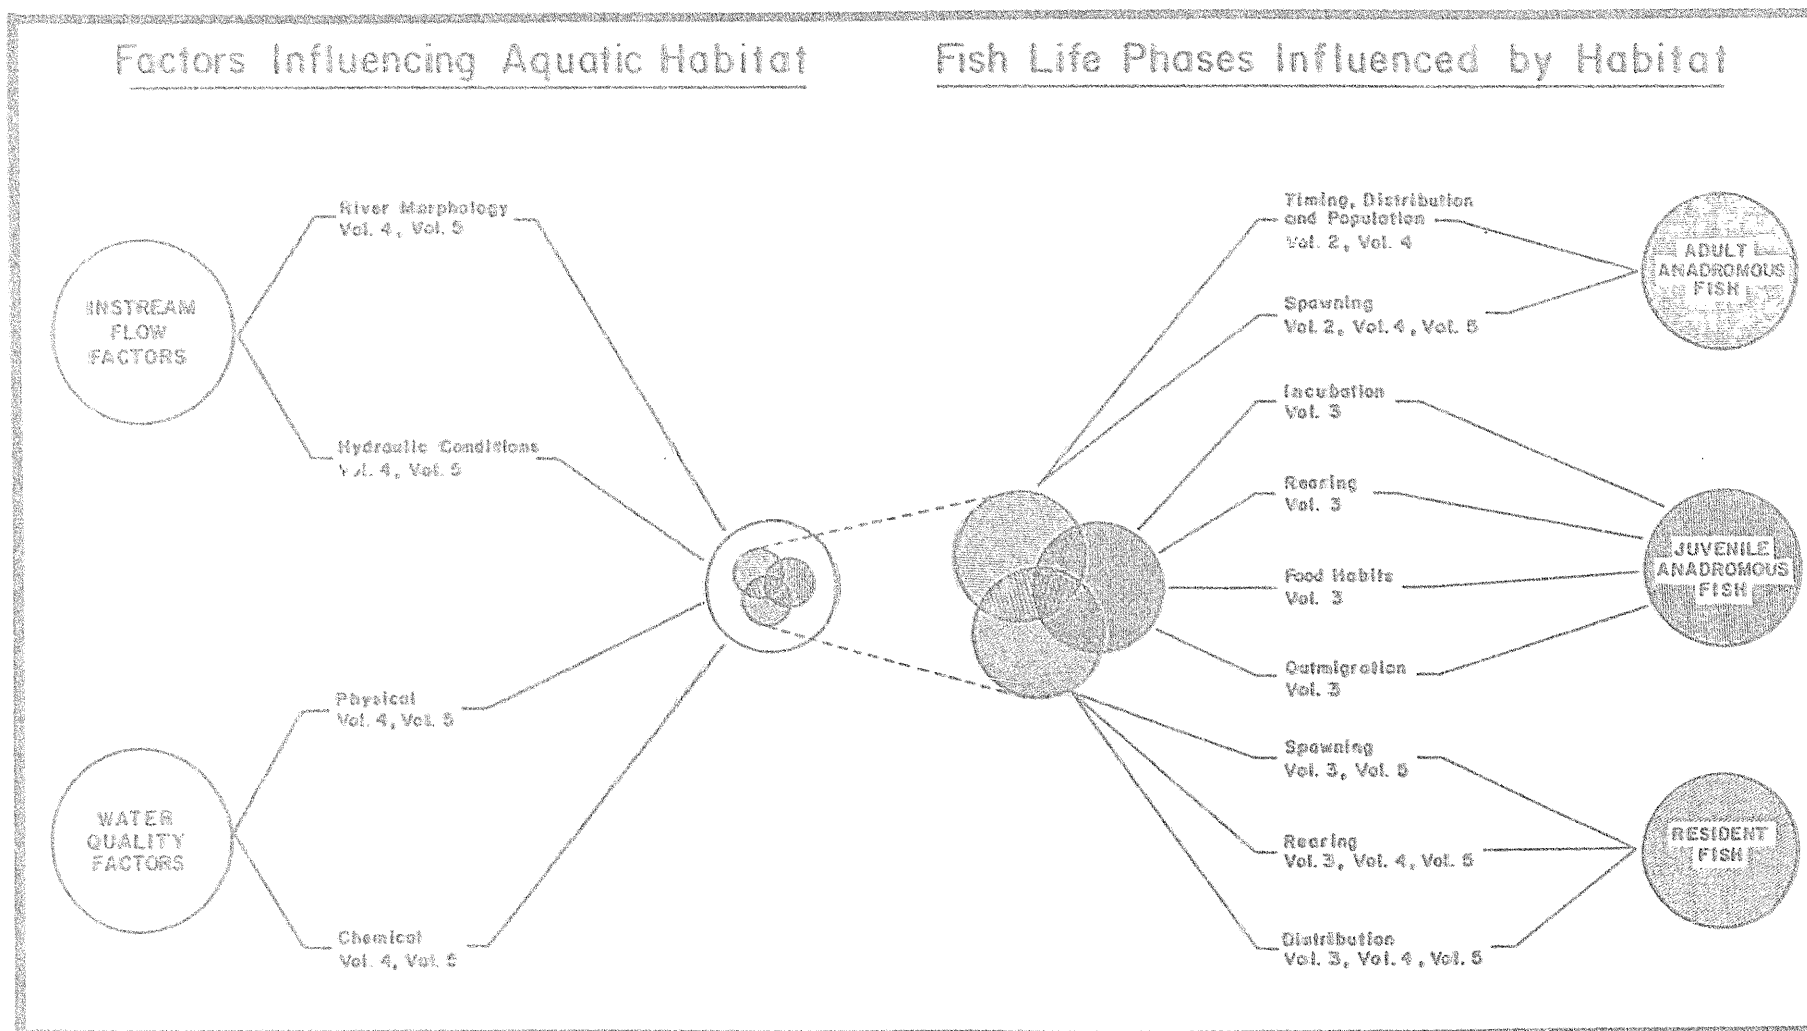 Factors Influencing Aquatic Habitat
Fish Life Phases Influenced by Habitat
INSTREAM
FLOW
FACTORS
River Morphology
Vol. 4, Vol. 5
Hydraulic Conditions
Vol. 4, Vol. 5
WATER
QUALITY
FACTORS
Physical
Vol. 4, Vol. 5
Chemical
Vol. 4, Vol. 5
Timing, Distribution
and Population
Vol. 2, Vol. 4
Spawning
Vol. 2, Vol. 4, Vol. 5
ADULT
ANADROMOUS
FISH
Incubation
Vol. 3
Rearing
Vol. 3
Food Habits
Vol. 3
Outmigration
Vol. 3
JUVENILE
ANADROMOUS
FISH
Spawning
Vol. 3, Vol. 5
Rearing
Vol. 3, Vol. 4, Vol. 5
Distribution
Vol. 3, Vol. 4, Vol. 5
RESIDENT
FISH